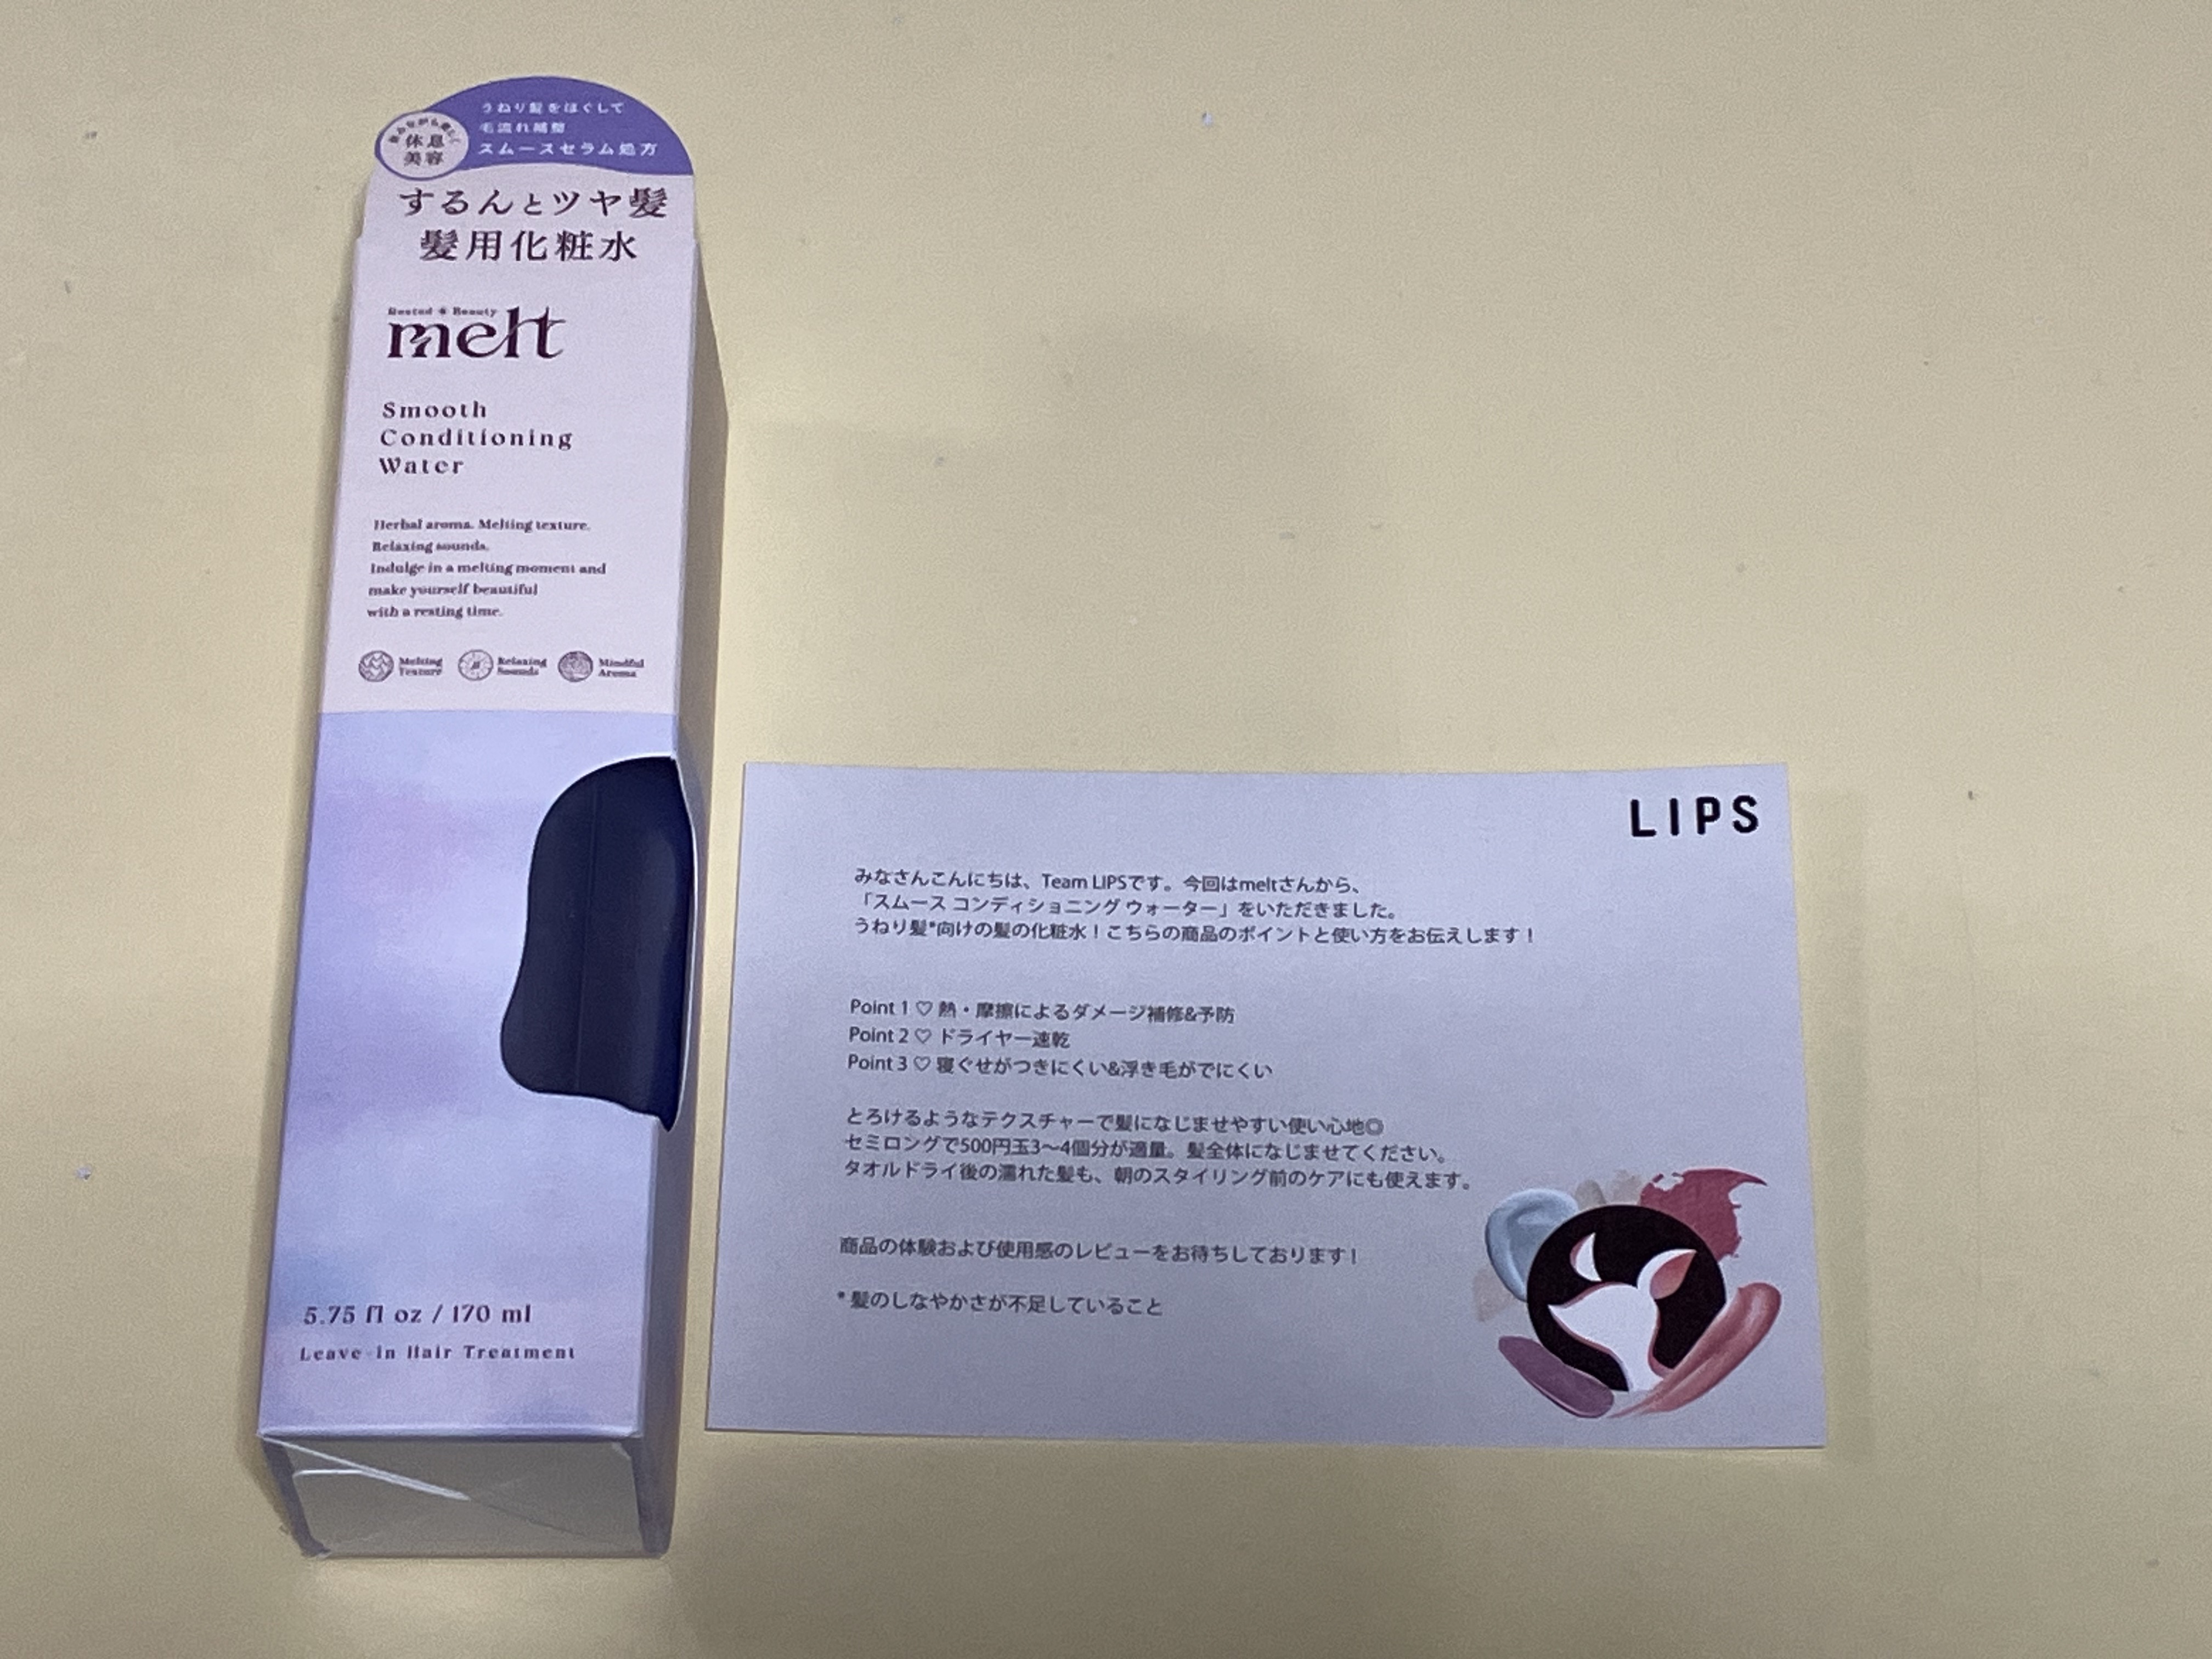 うねり髪をほぐして
毛流れ補整
スムースセラム処方
休息
美容
するんとツヤ髪
髪用化粧水
Rested Beauty
melt
Smooth
Conditioning
Water
Herbal aroma. Melting texture.
Relaxing sounds.
Indulge in a melting moment and
make yourself beautiful
with a resting time.
Melting
Texture
Relaxing
Sounds
Mindful
Aroma
5.75 fl oz / 170 ml
Leave in Hair Treatment
LIPS
みなさんこんにちは、Team LIPSです。今回はmeltさんから、
「スムース コンディショニング ウォーター」をいただきました。
うねり髪*向けの髪の化粧水！こちらの商品のポイントと使い方をお伝えします！
Point 1 ♡ 熱・摩擦によるダメージ補修&予防
Point 2 ♡ ドライヤー速乾
Point 3 ♡ 寝ぐせがつきにくい&浮き毛がでにくい
とろけるようなテクスチャーで髪になじませやすい使い心地◎
セミロングで500円玉3〜4個分が適量。髪全体になじませてください。
タオルドライ後の濡れた髪も、朝のスタイリング前のケアにも使えます。
商品の体験および使用感のレビューをお待ちしております！
* 髪のしなやかさが不足していること